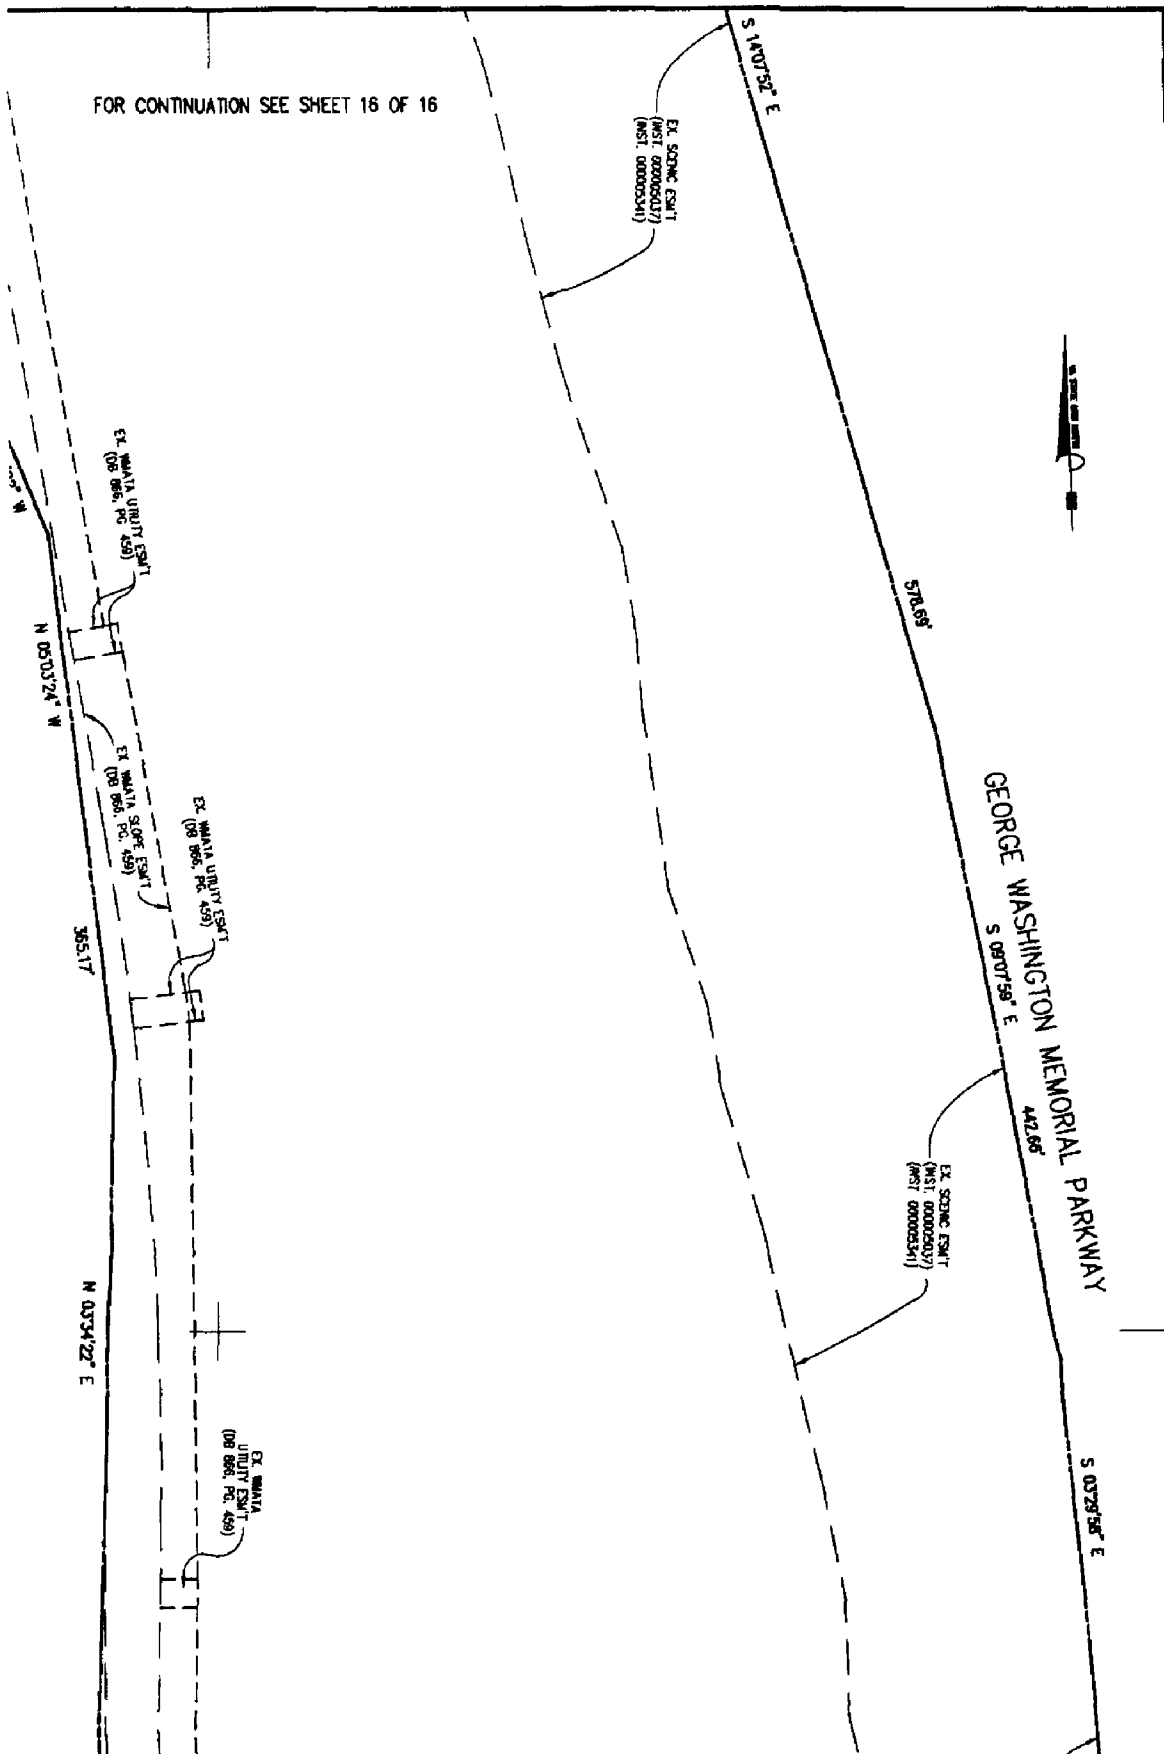 FOR CONTINUATION SEE SHEET 16 OF 16
S 14°07'52" E
EX. SCENIC ESM'T
(INST. 000005037)
(INST. 000005341)
578.69'
GEORGE WASHINGTON MEMORIAL PARKWAY
S 09°07'59" E
442.66'
EX. SCENIC ESM'T
(INST. 000005037)
(INST. 000005341)
S 03°29'58" E
EX. WMATA UTILITY ESM'T
(DB 866, PG. 459)
W
N 05°03'24" W
EX. WMATA SLOPE ESM'T
(DB 866, PG. 459)
EX. WMATA UTILITY ESM'T
(DB 866, PG. 459)
365.17'
N 03°34'22" E
EX. WMATA
UTILITY ESM'T
(DB 866, PG. 459)